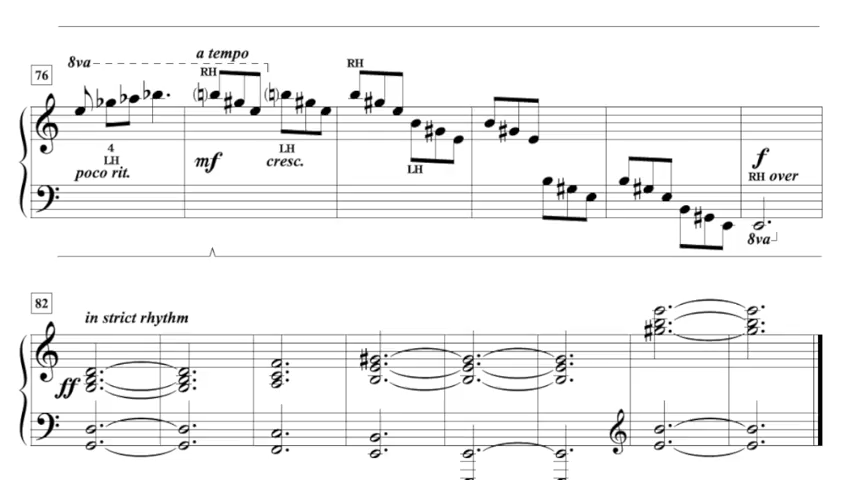 8va
a tempo
76
RH
RH
4
LH
LH
poco rit.
mf
cresc.
LH
f
RH over
8va
82
in strict rhythm
ff